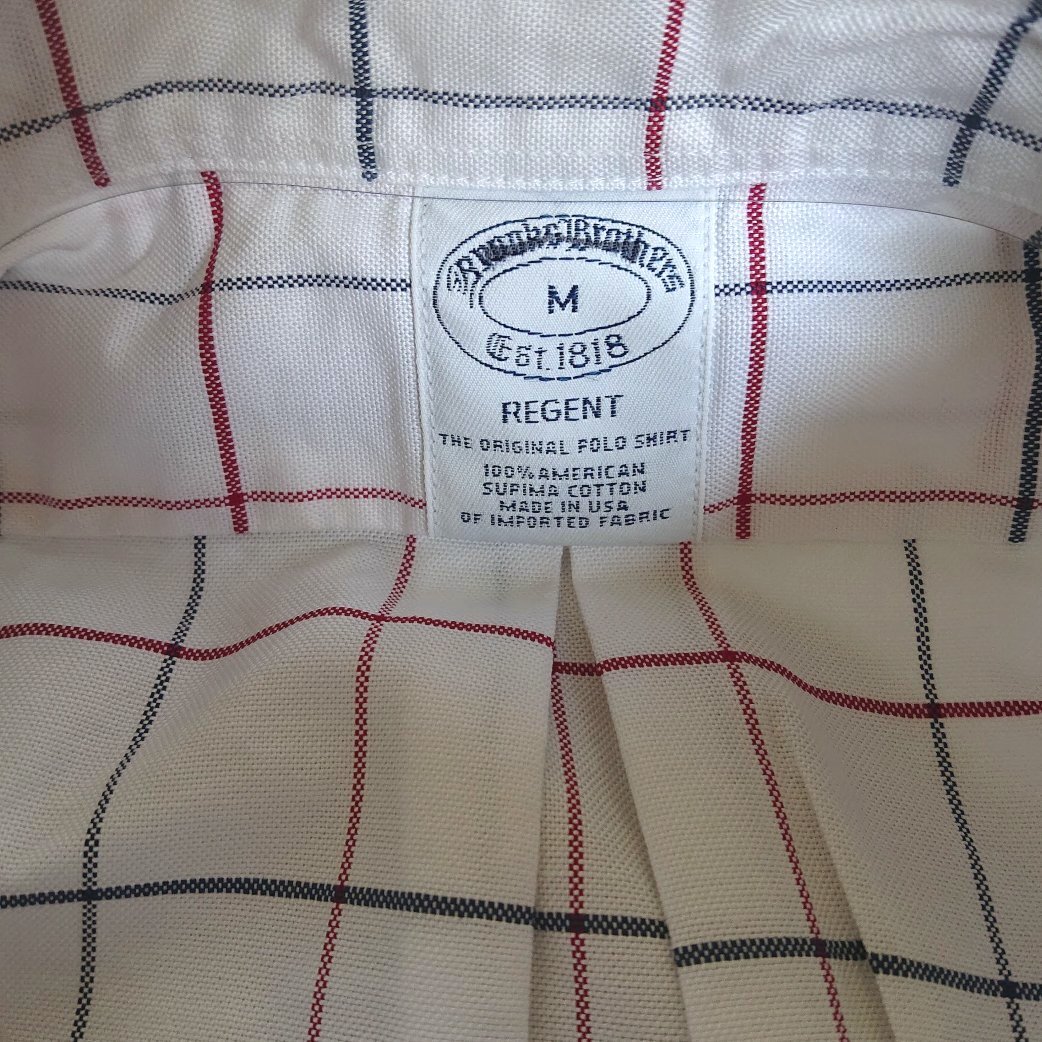 Brooks Brothers
M
Est. 1818
REGENT
THE ORIGINAL POLO SHIRT
100% AMERICAN
SUPIMA COTTON
MADE IN USA
OF IMPORTED FABRIC